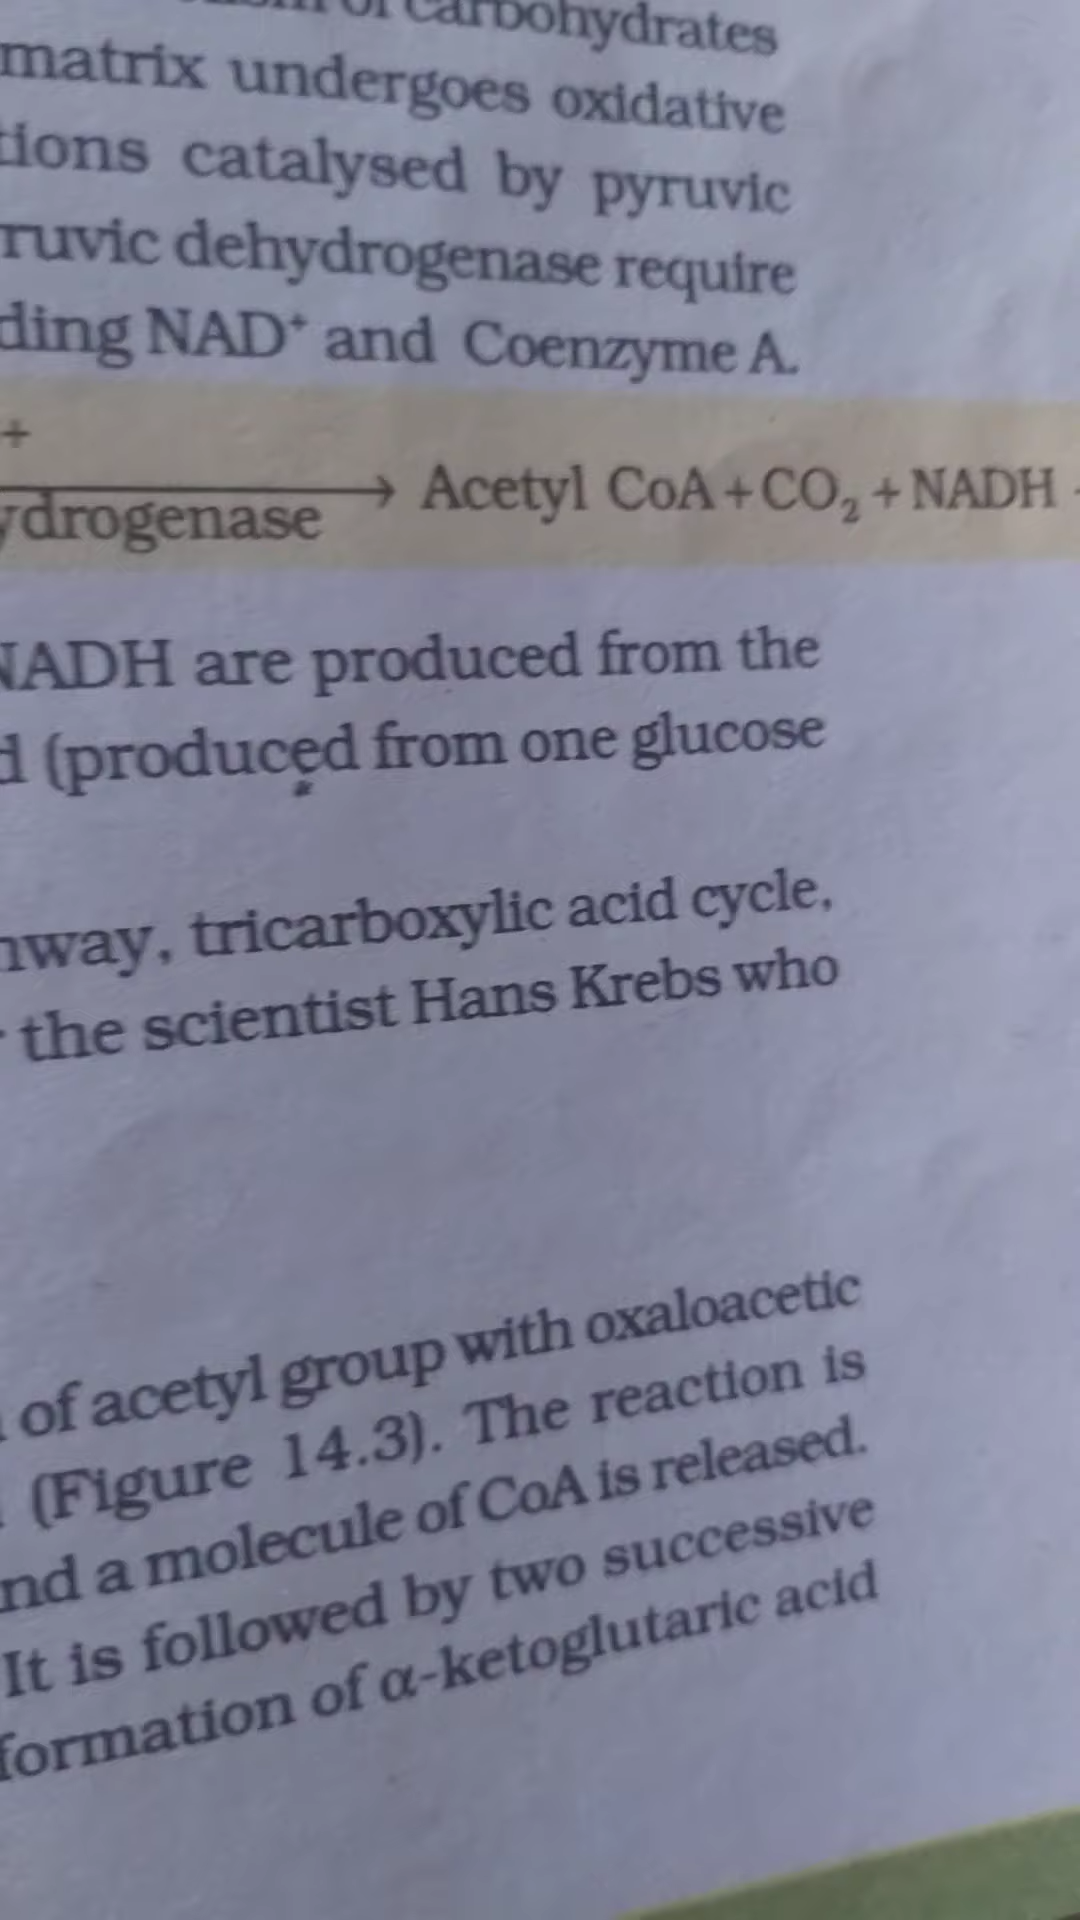 of carbohydrates
matrix undergoes oxidative
tions catalysed by pyruvic
ruvic dehydrogenase require
ding NAD⁺ and Coenzyme A.
+
ydrogenase → Acetyl CoA + CO₂ + NADH
NADH are produced from the
d (produced from one glucose
way, tricarboxylic acid cycle,
the scientist Hans Krebs who
of acetyl group with oxaloacetic
(Figure 14.3). The reaction is
nd a molecule of CoA is released.
It is followed by two successive
formation of α-ketoglutaric acid